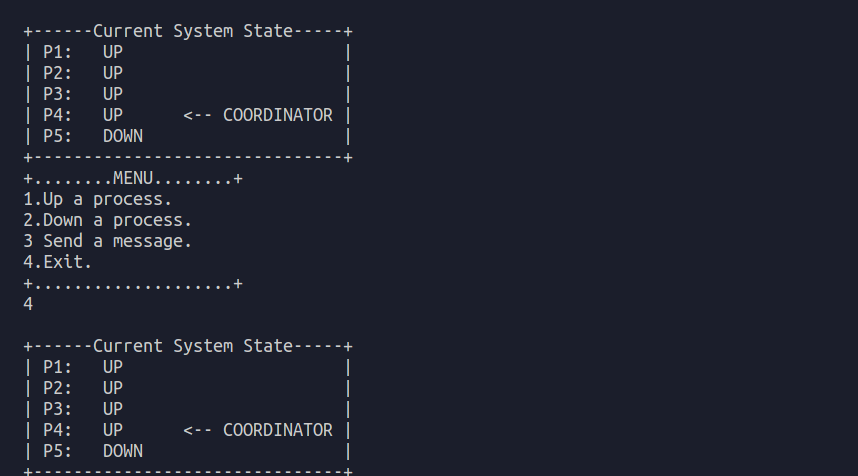 +------Current System State-----+
| P1:   UP                      |
| P2:   UP                      |
| P3:   UP                      |
| P4:   UP      <-- COORDINATOR |
| P5:   DOWN                    |
+-------------------------------+
+........MENU........+
1.Up a process.
2.Down a process.
3 Send a message.
4.Exit.
+....................+
4
+------Current System State-----+
| P1:   UP                      |
| P2:   UP                      |
| P3:   UP                      |
| P4:   UP      <-- COORDINATOR |
| P5:   DOWN                    |
+-------------------------------+